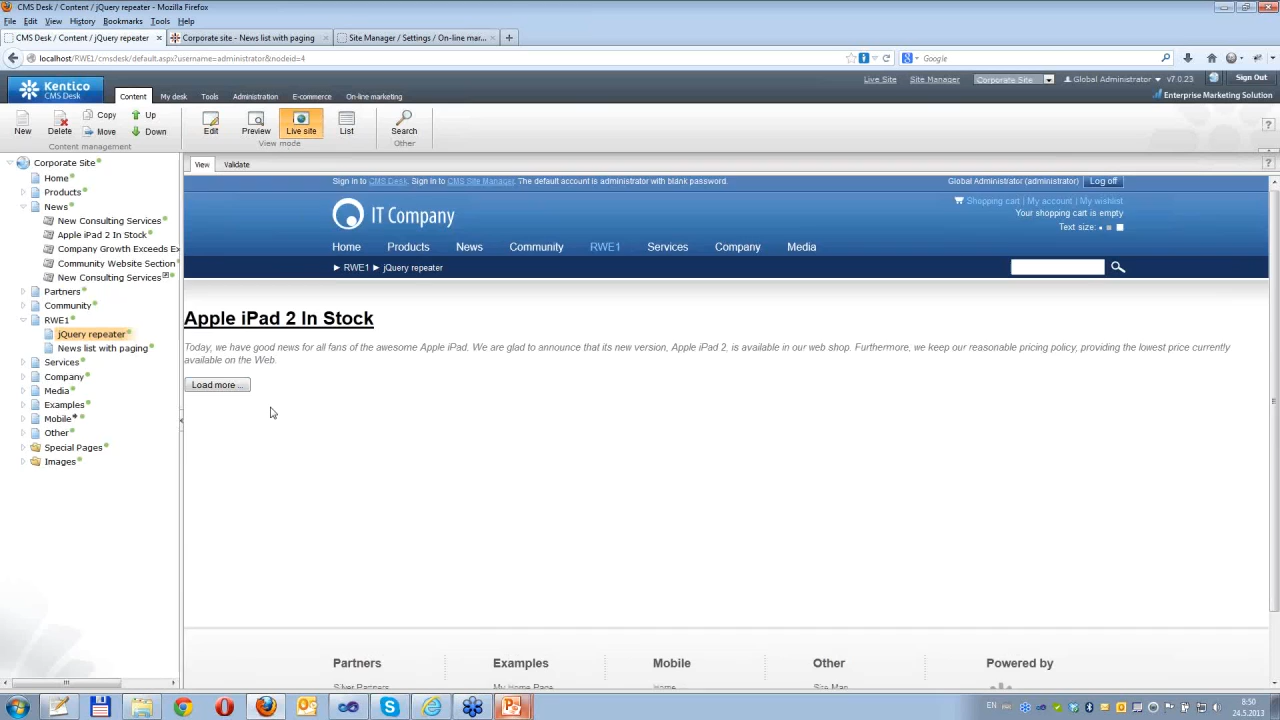 CMS Desk / Content / jQuery repeater - Mozilla Firefox
File Edit View History Bookmarks Tools Help
CMS Desk / Content / jQuery repeater × Corporate site - News list with paging × Site Manager / Settings / On-line mar... × +
localhost/RWE1/cmsdesk/default.aspx?username=administrator&nodeid=4
Google
Kentico
CMS Desk
Content My desk Tools Administration E-commerce On-line marketing
Live Site Site Manager Corporate Site Global Administrator v7.0.23 Sign Out
Enterprise Marketing Solution
New Delete Copy Move Up Down
Content management
Edit Preview Live site List
View mode
Search
Other
?
Corporate Site
Home
Products
News
New Consulting Services
Apple iPad 2 In Stock
Company Growth Exceeds Ex
Community Website Section
New Consulting Services
Partners
Community
RWE1
jQuery repeater
News list with paging
Services
Company
Media
Examples
Mobile
Other
Special Pages
Images
View Validate
?
Sign in to CMS Desk. Sign in to CMS Site Manager. The default account is administrator with blank password.
Global Administrator (administrator) Log off
IT Company
Shopping cart | My account | My wishlist
Your shopping cart is empty
Text size:
Home Products News Community RWE1 Services Company Media
RWE1 jQuery repeater
Apple iPad 2 In Stock
Today, we have good news for all fans of the awesome Apple iPad. We are glad to announce that its new version, Apple iPad 2, is available in our web shop. Furthermore, we keep our reasonable pricing policy, providing the lowest price currently
available on the Web.
Load more ...
Partners Examples Mobile Other Powered by
Silver Partners My Home Page Home Site Map
EN
8:50
24.5.2013